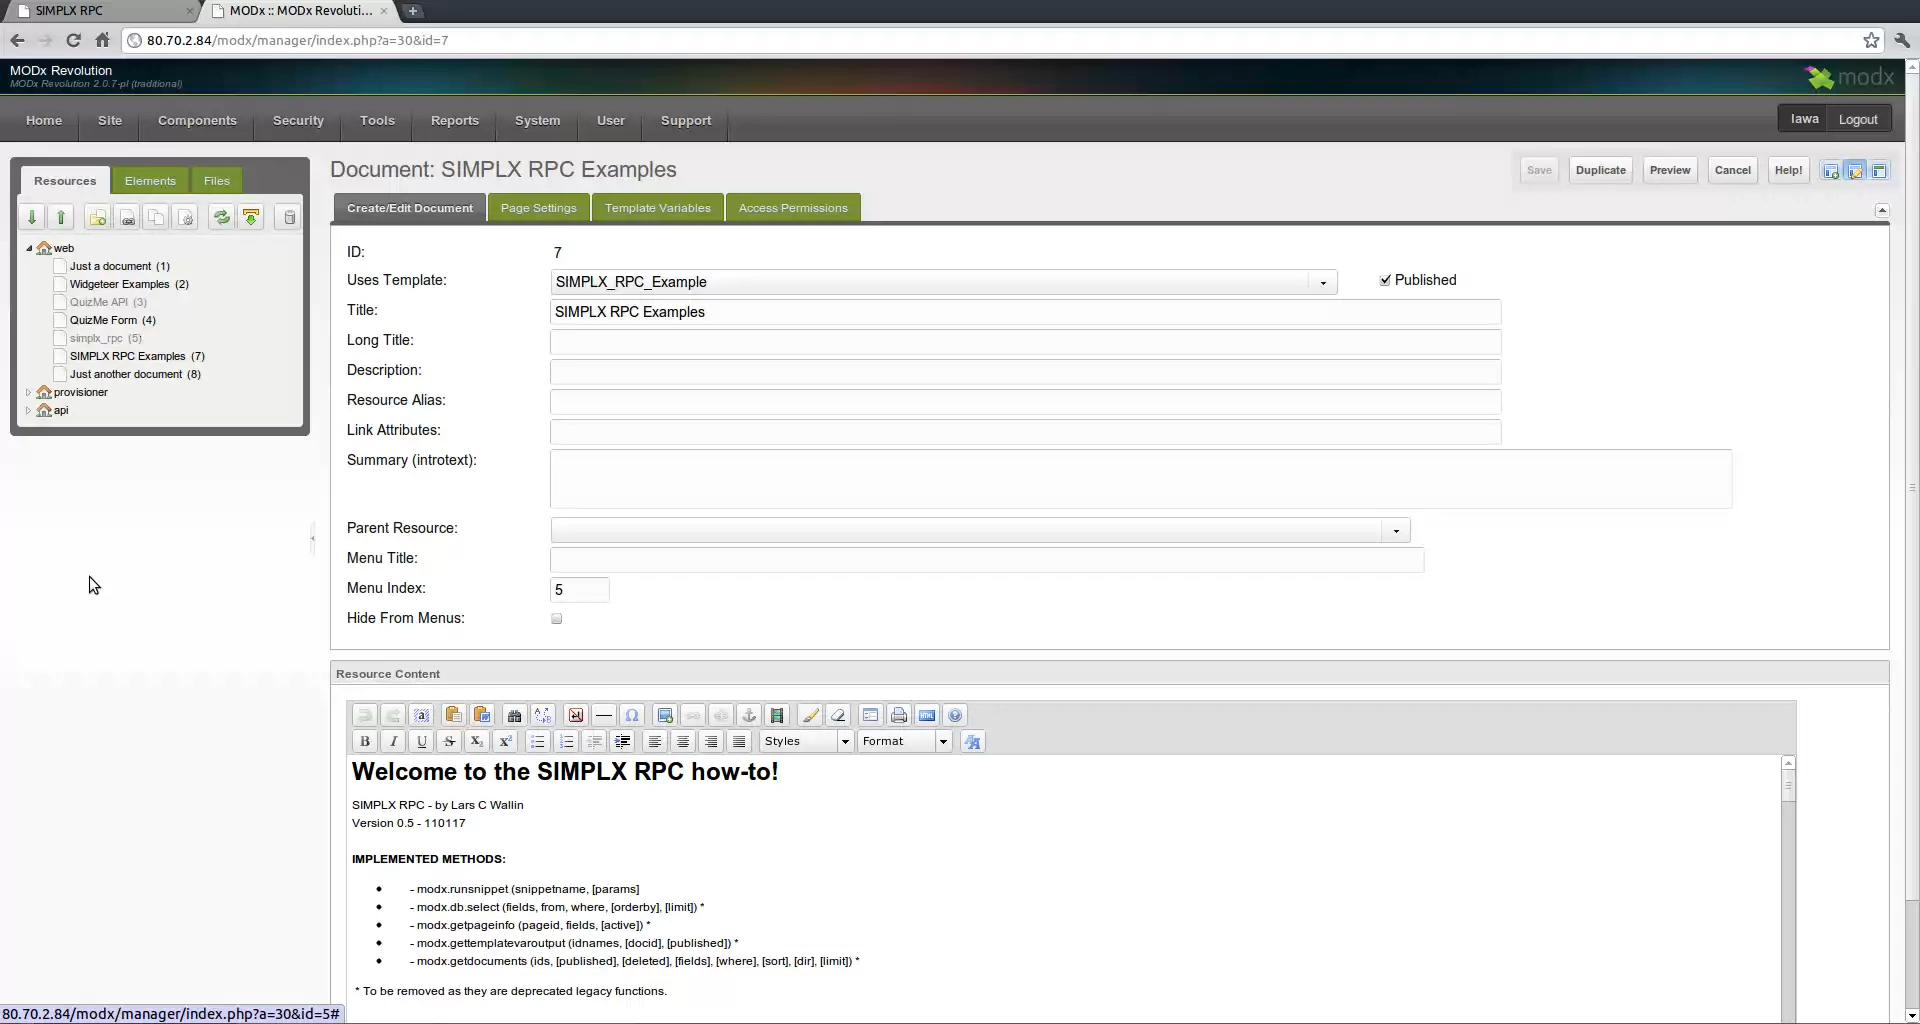 SIMPLX RPC
MODx :: MODx Revoluti...
80.70.2.84/modx/manager/index.php?a=30&id=7
MODx Revolution
MODx Revolution 2.0.7-pl (traditional)
modx
Home Site Components Security Tools Reports System User Support
lawa Logout
Resources Elements Files
web
Just a document (1)
Widgeteer Examples (2)
QuizMe API (3)
QuizMe Form (4)
simplx_rpc (5)
SIMPLX RPC Examples (7)
Just another document (8)
provisioner
api
Document: SIMPLX RPC Examples
Save Duplicate Preview Cancel Help!
Create/Edit Document Page Settings Template Variables Access Permissions
ID: 7
Uses Template: SIMPLX_RPC_Example Published
Title: SIMPLX RPC Examples
Long Title:
Description:
Resource Alias:
Link Attributes:
Summary (introtext):
Parent Resource:
Menu Title:
Menu Index: 5
Hide From Menus:
Resource Content
B I U S X₂ X² Styles Format
Welcome to the SIMPLX RPC how-to!
SIMPLX RPC - by Lars C Wallin
Version 0.5 - 110117
IMPLEMENTED METHODS:
- modx.runsnippet (snippetname, [params]
- modx.db.select (fields, from, where, [orderby], [limit]) *
- modx.getpageinfo (pageid, fields, [active]) *
- modx.gettemplatevaroutput (idnames, [docid], [published]) *
- modx.getdocuments (ids, [published], [deleted], [fields], [where], [sort], [dir], [limit]) *
* To be removed as they are deprecated legacy functions.
80.70.2.84/modx/manager/index.php?a=30&id=5#